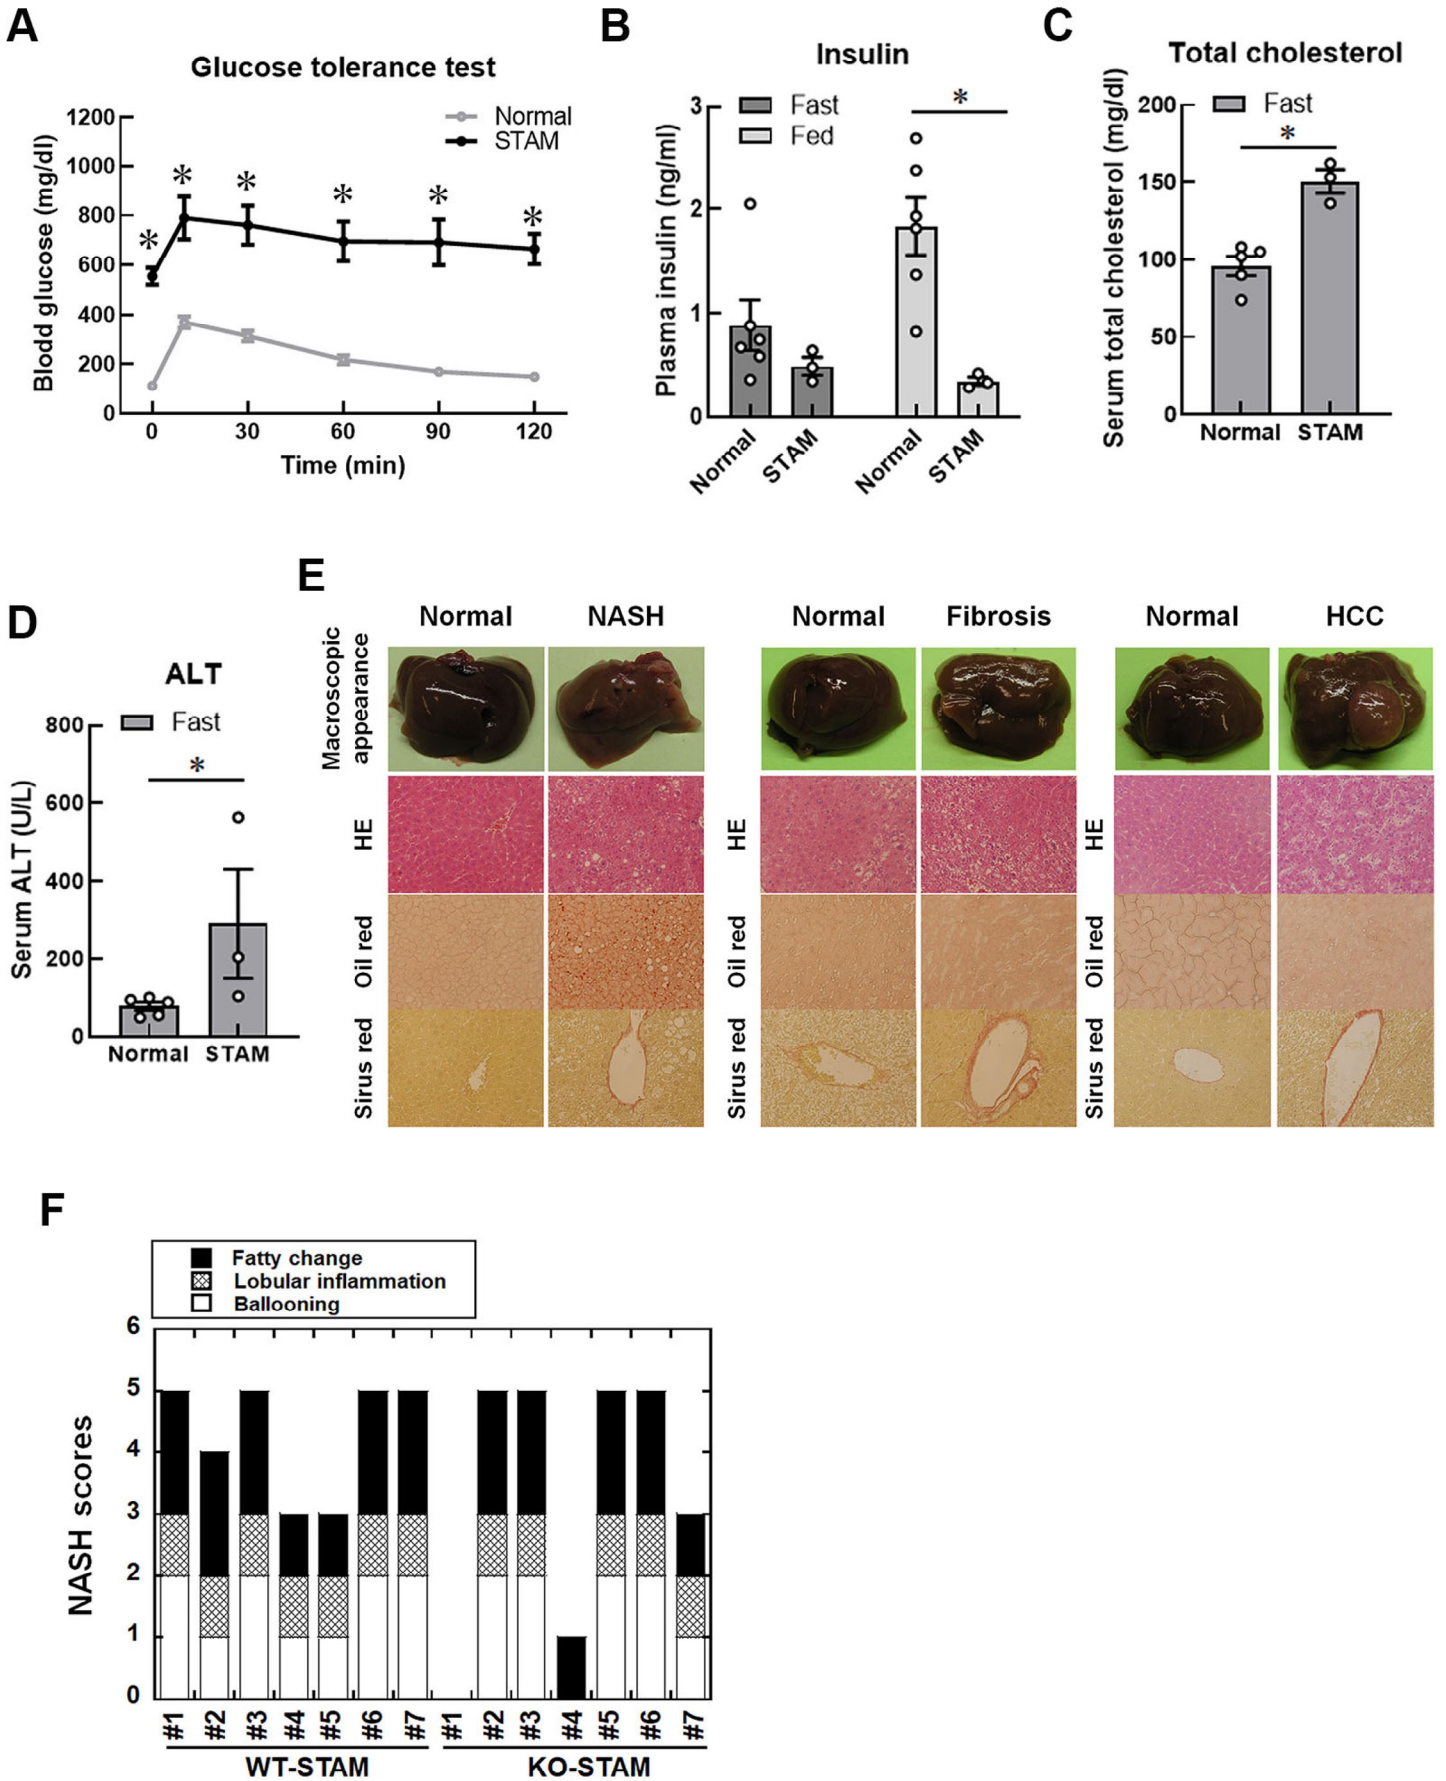 A
Glucose tolerance test
Normal
STAM
Blodd glucose (mg/dl)
1200
1000
800
600
400
200
0
* * * * * *
0 30 60 90 120
Time (min)
B
Insulin
Fast
Fed
*
Plasma insulin (ng/ml)
3
2
1
0
Normal STAM Normal STAM
C
Total cholesterol
Fast
*
Serum total cholesterol (mg/dl)
200
150
100
50
0
Normal STAM
D
ALT
Fast
*
Serum ALT (U/L)
800
600
400
200
0
Normal STAM
E
Normal NASH Normal Fibrosis Normal HCC
Macroscopic
appearance
HE HE HE
Oil red Oil red Oil red
Sirus red Sirus red Sirus red
F
Fatty change
Lobular inflammation
Ballooning
NASH scores
6
5
4
3
2
1
0
#1 #2 #3 #4 #5 #6 #7 #1 #2 #3 #4 #5 #6 #7
WT-STAM KO-STAM